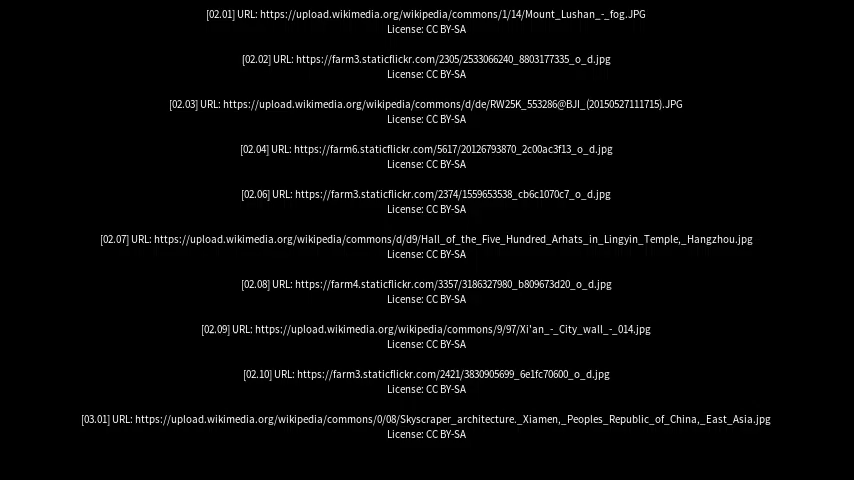 [02.01] URL: https://upload.wikimedia.org/wikipedia/commons/1/14/Mount_Lushan_-_fog.JPG
License: CC BY-SA
[02.02] URL: https://farm3.staticflickr.com/2305/2533066240_8803177335_o_d.jpg
License: CC BY-SA
[02.03] URL: https://upload.wikimedia.org/wikipedia/commons/d/de/RW25K_553286@BJI_(20150527111715).JPG
License: CC BY-SA
[02.04] URL: https://farm6.staticflickr.com/5617/20126793870_2c00ac3f13_o_d.jpg
License: CC BY-SA
[02.06] URL: https://farm3.staticflickr.com/2374/1559653538_cb6c1070c7_o_d.jpg
License: CC BY-SA
[02.07] URL: https://upload.wikimedia.org/wikipedia/commons/d/d9/Hall_of_the_Five_Hundred_Arhats_in_Lingyin_Temple,_Hangzhou.jpg
License: CC BY-SA
[02.08] URL: https://farm4.staticflickr.com/3357/3186327980_b809673d20_o_d.jpg
License: CC BY-SA
[02.09] URL: https://upload.wikimedia.org/wikipedia/commons/9/97/Xi'an_-_City_wall_-_014.jpg
License: CC BY-SA
[02.10] URL: https://farm3.staticflickr.com/2421/3830905699_6e1fc70600_o_d.jpg
License: CC BY-SA
[03.01] URL: https://upload.wikimedia.org/wikipedia/commons/0/08/Skyscraper_architecture._Xiamen,_Peoples_Republic_of_China,_East_Asia.jpg
License: CC BY-SA